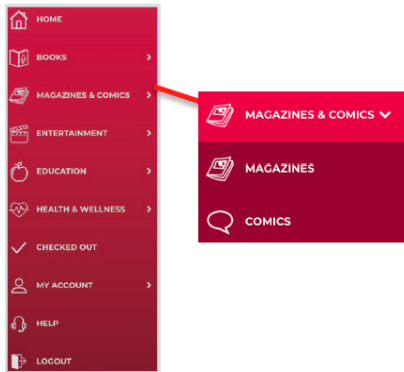 HOME
BOOKS
MAGAZINES & COMICS
ENTERTAINMENT
EDUCATION
HEALTH & WELLNESS
CHECKED OUT
MY ACCOUNT
HELP
LOGOUT
MAGAZINES & COMICS
MAGAZINES
COMICS